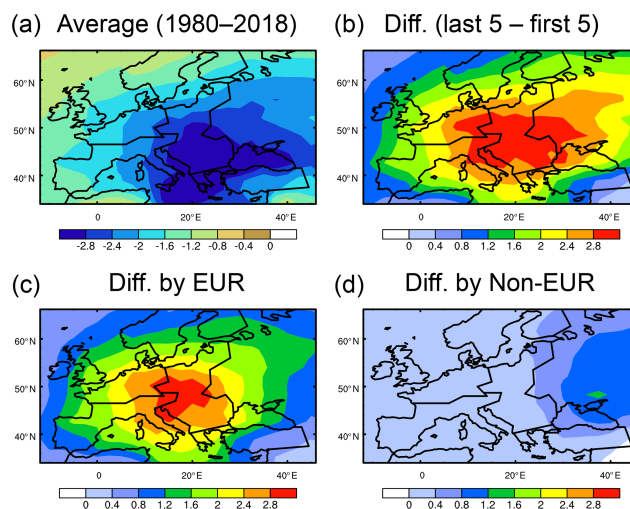 (a) Average (1980–2018)
(b) Diff. (last 5 – first 5)
60°N
50°N
40°N
0
20°E
40°E
-2.8 -2.4 -2 -1.6 -1.2 -0.8 -0.4 0
60°N
50°N
40°N
0
20°E
40°E
0 0.4 0.8 1.2 1.6 2 2.4 2.8
(c) Diff. by EUR
(d) Diff. by Non-EUR
60°N
50°N
40°N
0
20°E
40°E
0 0.4 0.8 1.2 1.6 2 2.4 2.8
60°N
50°N
40°N
0
20°E
40°E
0 0.4 0.8 1.2 1.6 2 2.4 2.8